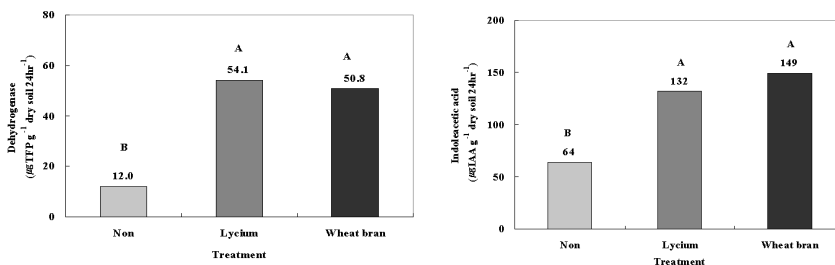 Dehydrogenase
(㎍TFP g⁻¹ dry soil 24hr⁻¹)
80
60
40
20
0
B
12.0
A
54.1
A
50.8
Non
Lycium
Wheat bran
Treatment
Indoleacetic acid
(㎍IAA g⁻¹ dry soil 24hr⁻¹)
200
150
100
50
0
B
64
A
132
A
149
Non
Lycium
Wheat bran
Treatment